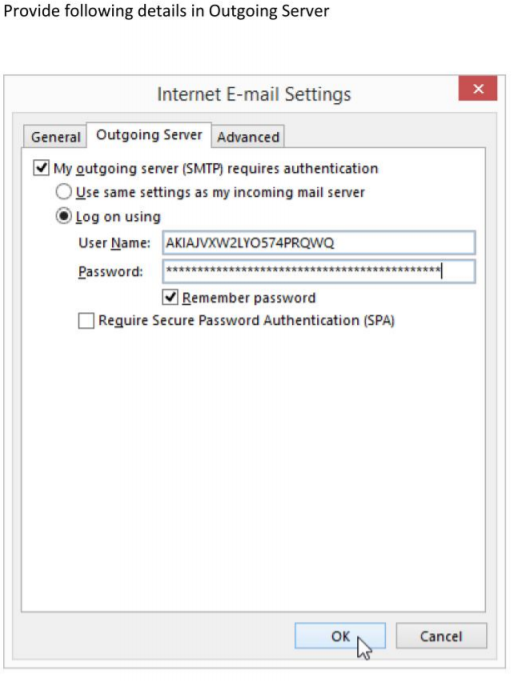 Provide following details in Outgoing Server
Internet E-mail Settings
General Outgoing Server Advanced
My outgoing server (SMTP) requires authentication
Use same settings as my incoming mail server
Log on using
User Name: AKIAJVXW2LYO574PRQWQ
Password: ********************************************
Remember password
Require Secure Password Authentication (SPA)
OK Cancel